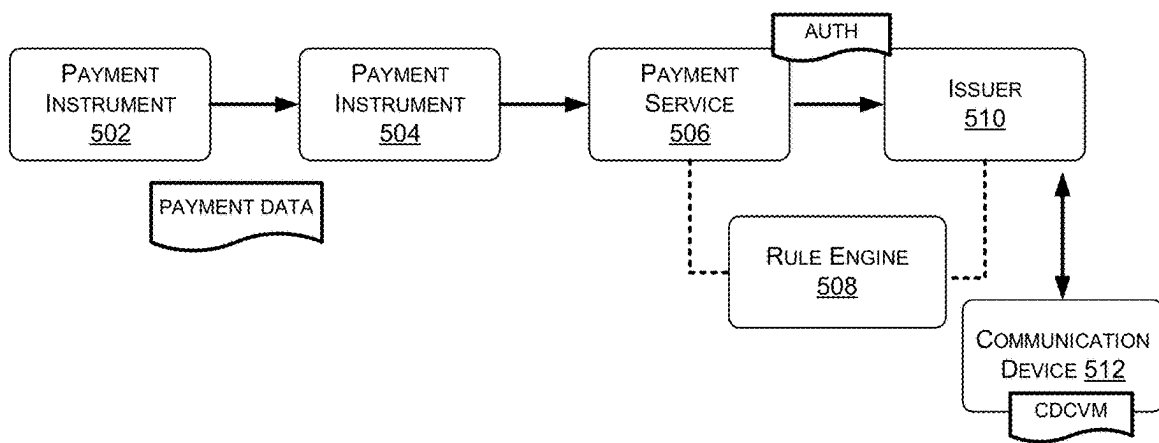 PAYMENT
INSTRUMENT
502
PAYMENT
INSTRUMENT
504
PAYMENT DATA
AUTH
PAYMENT
SERVICE
506
ISSUER
510
RULE ENGINE
508
COMMUNICATION
DEVICE 512
CDCVM